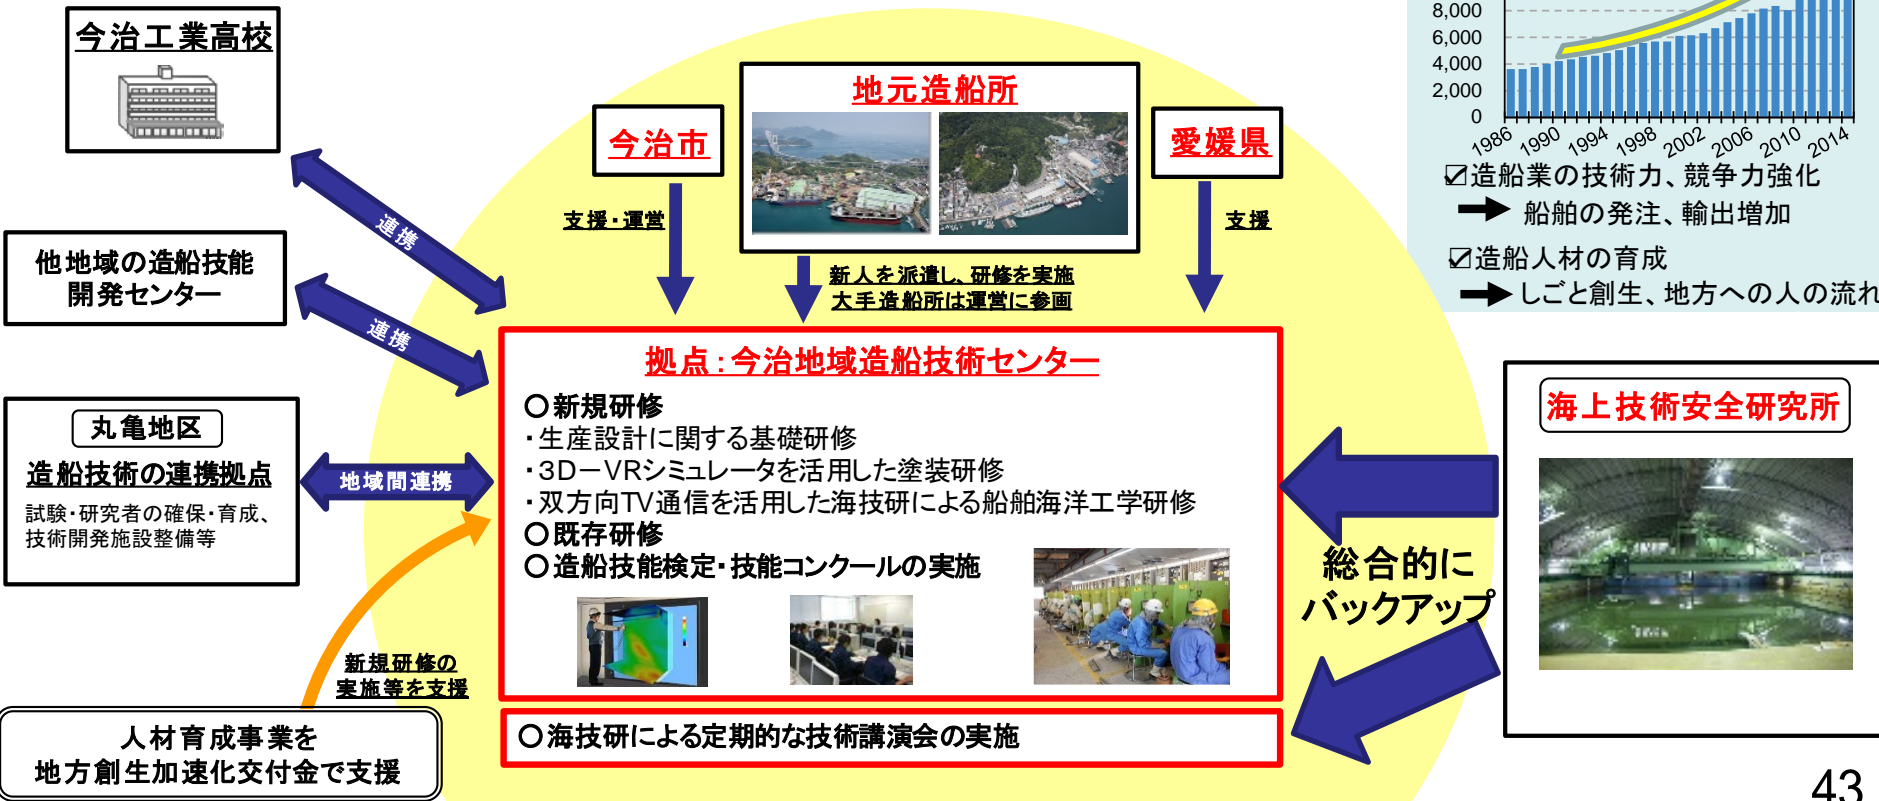 今治工業高校
他地域の造船技能
開発センター
丸亀地区
造船技術の連携拠点
試験・研究者の確保・育成、
技術開発施設整備等
人材育成事業を
地方創生加速化交付金で支援
連携
連携
地域間連携
新規研修の
実施等を支援
今治市
支援・運営
地元造船所
新人を派遣し、研修を実施
大手造船所は運営に参画
愛媛県
支援
拠点：今治地域造船技術センター
○新規研修
・生産設計に関する基礎研修
・3D－VRシミュレータを活用した塗装研修
・双方向TV通信を活用した海技研による船舶海洋工学研修
○既存研修
○造船技能検定・技能コンクールの実施
○海技研による定期的な技術講演会の実施
総合的に
バックアップ
海上技術安全研究所
8,000
6,000
4,000
2,000
0
1986 1990 1994 1998 2002 2006 2010 2014
☑造船業の技術力、競争力強化
➡ 船舶の発注、輸出増加
☑造船人材の育成
➡しごと創生、地方への人の流れ
43